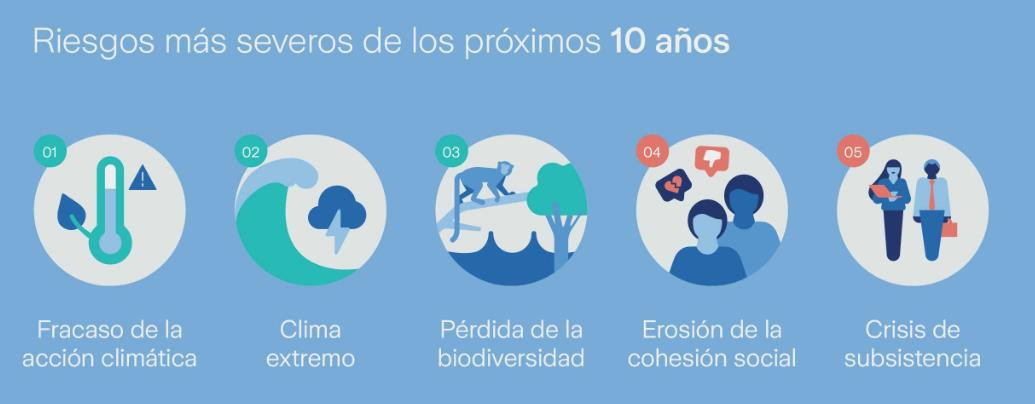 Riesgos más severos de los próximos 10 años
01
02
03
04
05
Fracaso de la
acción climática
Clima
extremo
Pérdida de la
biodiversidad
Erosión de la
cohesión social
Crisis de
subsistencia